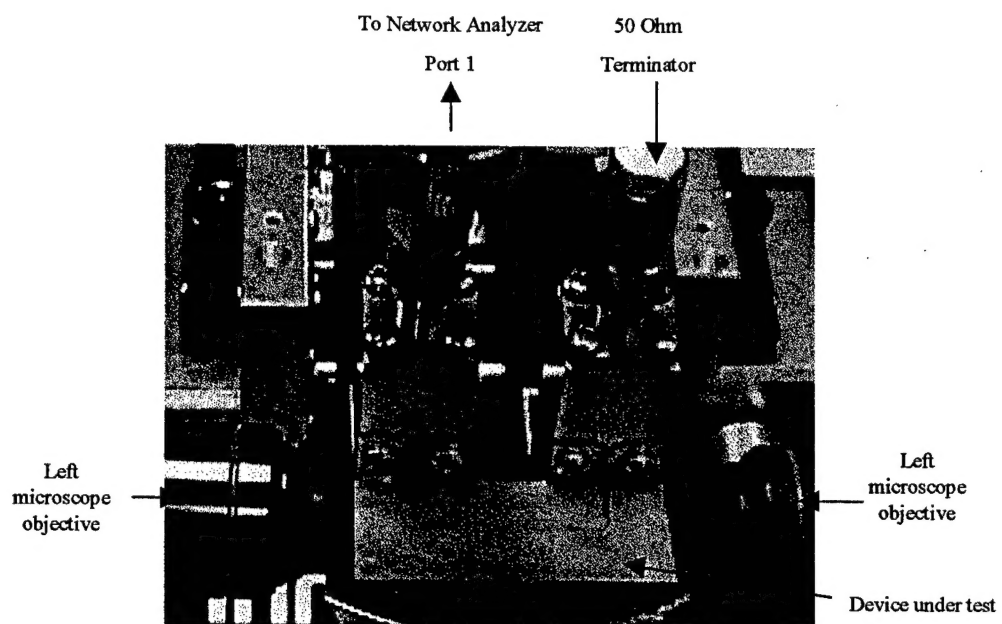 To Network Analyzer
Port 1
50 Ohm
Terminator
Left
microscope
objective
Left
microscope
objective
Device under test